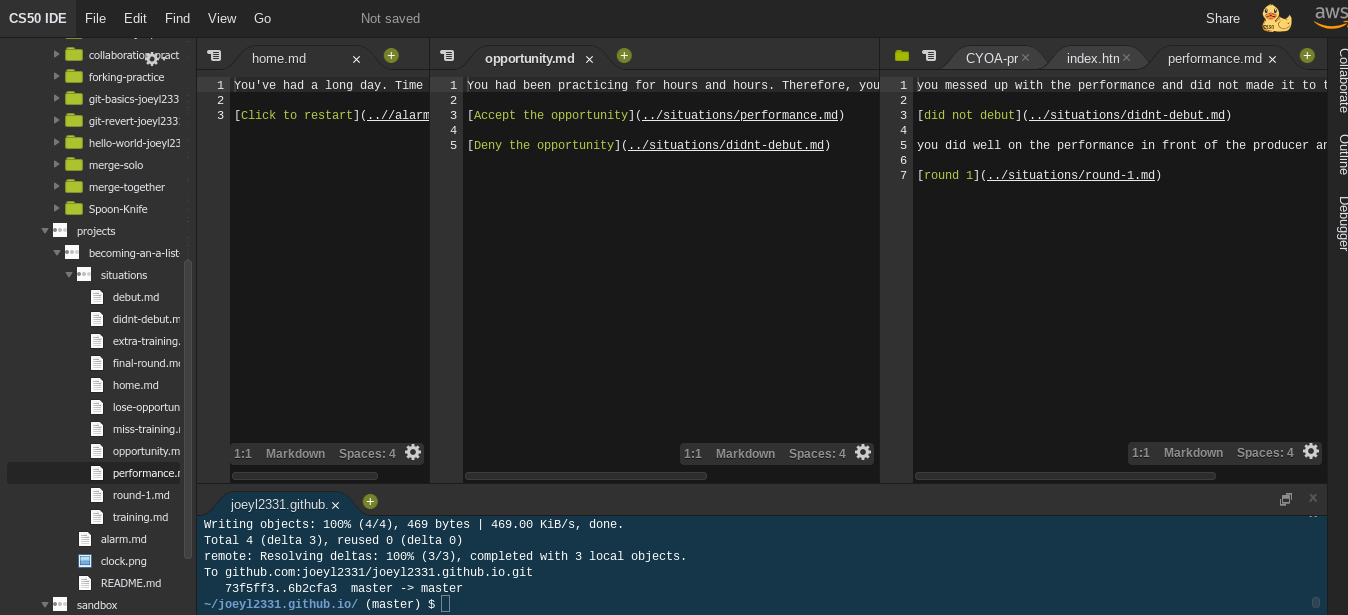 CS50 IDE File Edit Find View Go Not saved Share aws
collaboration-pract
forking-practice
git-basics-joeyl233
git-revert-joeyl233
hello-world-joeyl23
merge-solo
merge-together
Spoon-Knife
projects
becoming-an-a-list
situations
debut.md
didnt-debut.m
extra-training.
final-round.m
home.md
lose-opportun
miss-training.
opportunity.m
performance.
round-1.md
training.md
alarm.md
clock.png
README.md
sandbox
home.md ×
1 You've had a long day. Time
2
3 [Click to restart](..//alarm
1:1 Markdown Spaces: 4
opportunity.md ×
1 You had been practicing for hours and hours. Therefore, you
2
3 [Accept the opportunity](../situations/performance.md)
4
5 [Deny the opportunity](../situations/didnt-debut.md)
1:1 Markdown Spaces: 4
CYOA-pr × index.htn × performance.md ×
1 you messed up with the performance and did not made it to t
2
3 [did not debut](../situations/didnt-debut.md)
4
5 you did well on the performance in front of the producer an
6
7 [round 1](../situations/round-1.md)
1:1 Markdown Spaces: 4
Collaborate
Outline
Debugger
joeyl2331.github. ×
Writing objects: 100% (4/4), 469 bytes | 469.00 KiB/s, done.
Total 4 (delta 3), reused 0 (delta 0)
remote: Resolving deltas: 100% (3/3), completed with 3 local objects.
To github.com:joeyl2331/joeyl2331.github.io.git
73f5ff3..6b2cfa3 master -> master
~/joeyl2331.github.io/ (master) $